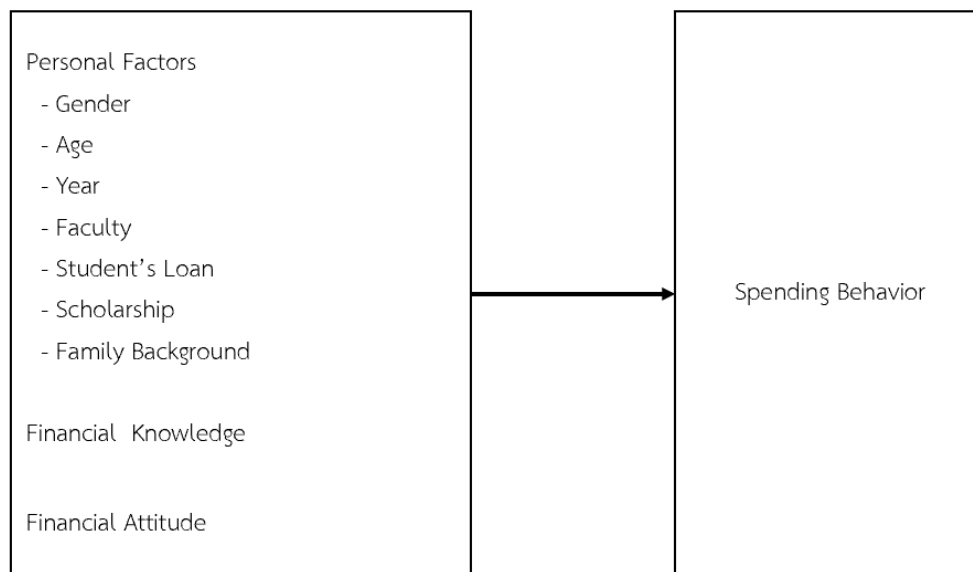 Personal Factors
- Gender
- Age
- Year
- Faculty
- Student's Loan
- Scholarship
- Family Background
Financial Knowledge
Financial Attitude
Spending Behavior